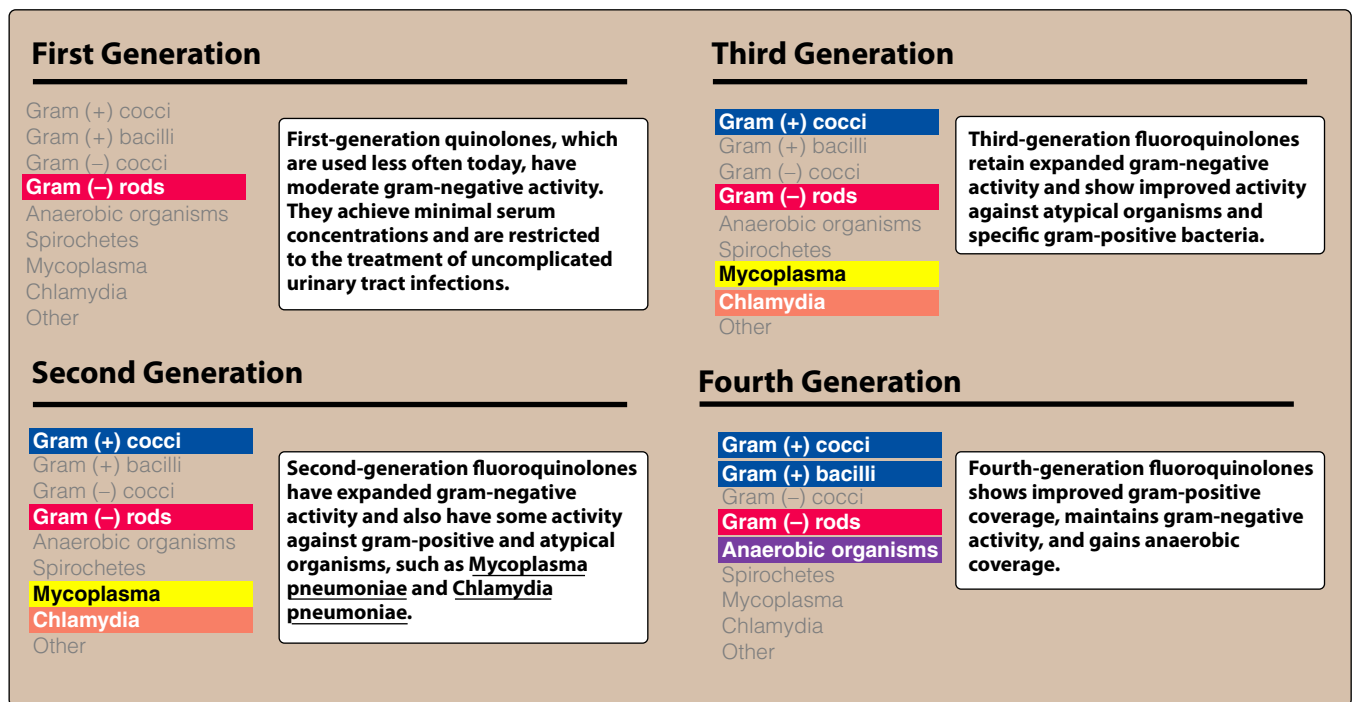 First Generation
Gram (+) cocci
Gram (+) bacilli
Gram (–) cocci
Gram (–) rods
Anaerobic organisms
Spirochetes
Mycoplasma
Chlamydia
Other
First-generation quinolones, which
are used less often today, have
moderate gram-negative activity.
They achieve minimal serum
concentrations and are restricted
to the treatment of uncomplicated
urinary tract infections.
Second Generation
Gram (+) cocci
Gram (+) bacilli
Gram (–) cocci
Gram (–) rods
Anaerobic organisms
Spirochetes
Mycoplasma
Chlamydia
Other
Second-generation fluoroquinolones
have expanded gram-negative
activity and also have some activity
against gram-positive and atypical
organisms, such as Mycoplasma
pneumoniae and Chlamydia
pneumoniae.
Third Generation
Gram (+) cocci
Gram (+) bacilli
Gram (–) cocci
Gram (–) rods
Anaerobic organisms
Spirochetes
Mycoplasma
Chlamydia
Other
Third-generation fluoroquinolones
retain expanded gram-negative
activity and show improved activity
against atypical organisms and
specific gram-positive bacteria.
Fourth Generation
Gram (+) cocci
Gram (+) bacilli
Gram (–) cocci
Gram (–) rods
Anaerobic organisms
Spirochetes
Mycoplasma
Chlamydia
Other
Fourth-generation fluoroquinolones
shows improved gram-positive
coverage, maintains gram-negative
activity, and gains anaerobic
coverage.